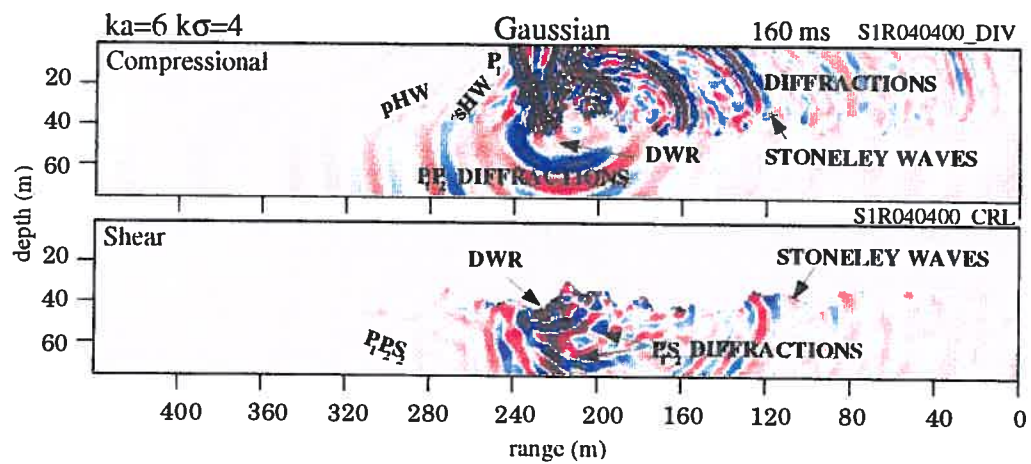 ka=6 kσ=4 Gaussian 160 ms S1R040400_DIV
Compressional
P₁
pHW
sHW
DIFFRACTIONS
DWR
STONELEY WAVES
P₁P₂ DIFFRACTIONS
20
40
60
depth (m)
S1R040400_CRL
Shear
DWR
STONELEY WAVES
P₁P₂S₂
P₁S₂ DIFFRACTIONS
20
40
60
400 360 320 280 240 200 160 120 80 40 0
range (m)